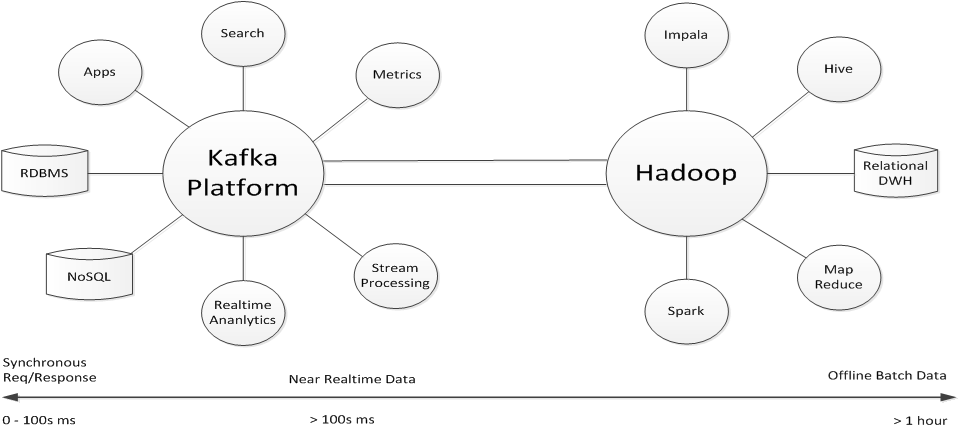 Search
Impala
Apps
Metrics
Hive
Kafka
Platform
Hadoop
RDBMS
Relational
DWH
NoSQL
Stream
Processing
Map
Reduce
Realtime
Ananlytics
Spark
Synchronous
Req/Response
Near Realtime Data
Offline Batch Data
0 - 100s ms
> 100s ms
> 1 hour